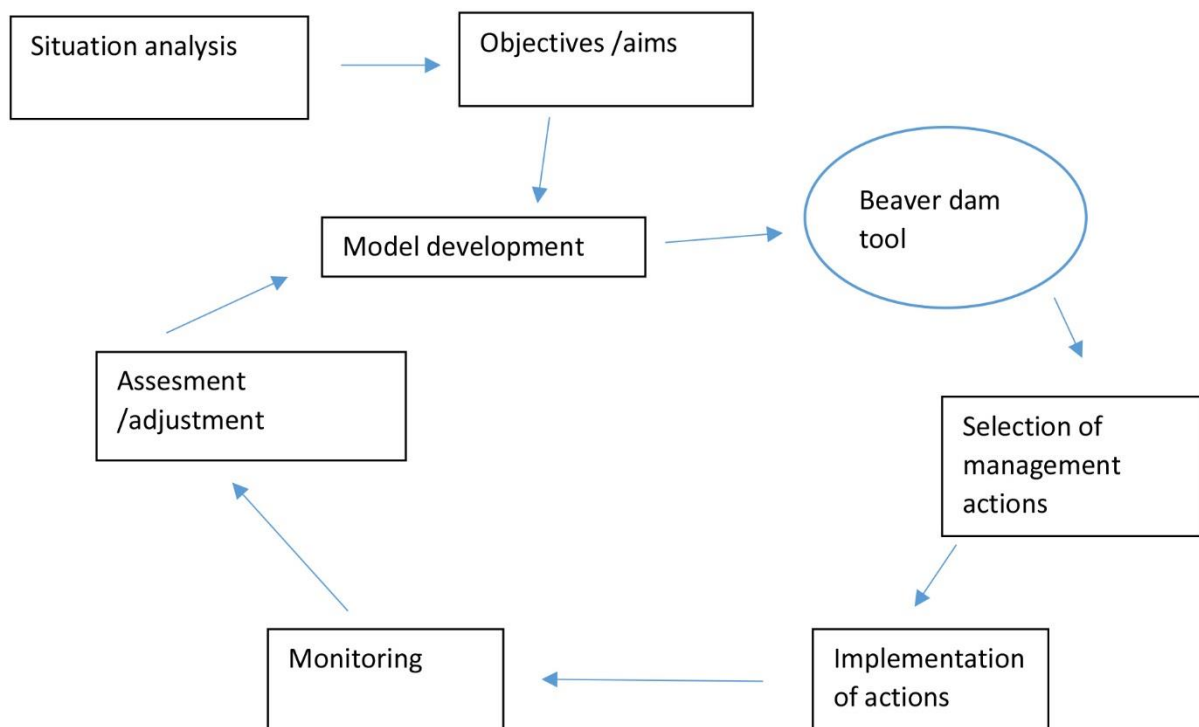 Situation analysis
Objectives /aims
Model development
Beaver dam
tool
Assesment
/adjustment
Selection of
management
actions
Monitoring
Implementation
of actions